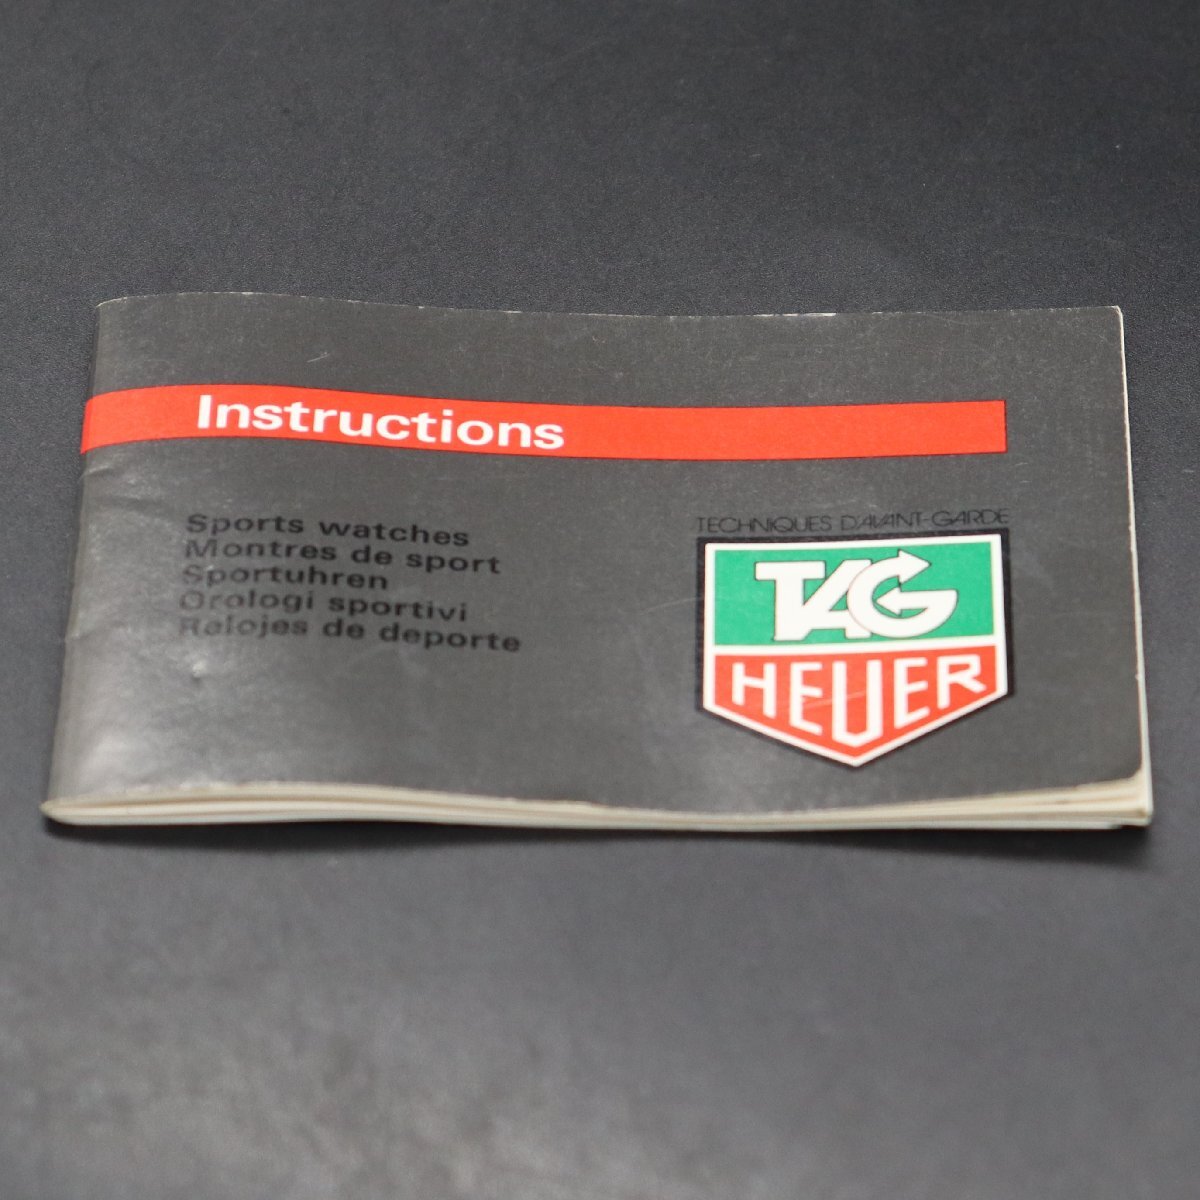 Instructions
Sports watches
Montres de sport
Sportuhren
Orologi sportivi
Relojes de deporte
TECHNIQUES D'AVANT-GARDE
TAG
HEUER